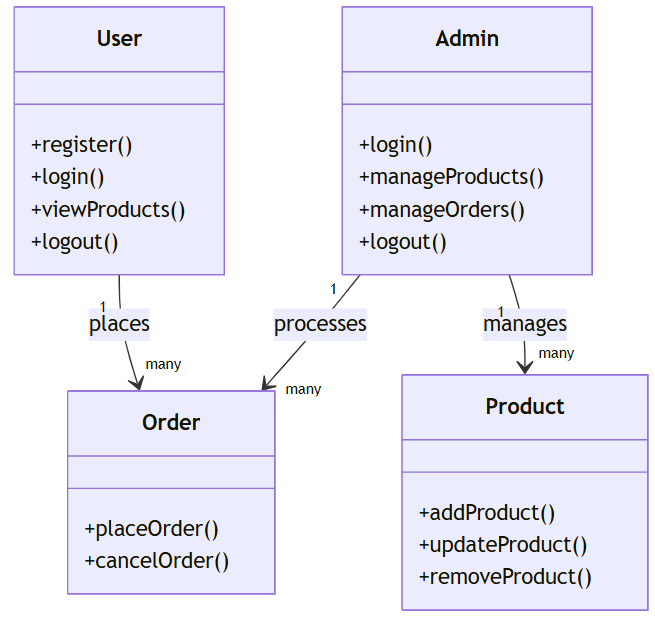 User
+register()
+login()
+viewProducts()
+logout()
Admin
+login()
+manageProducts()
+manageOrders()
+logout()
1
places
many
1
processes
many
1
manages
many
Order
+placeOrder()
+cancelOrder()
Product
+addProduct()
+updateProduct()
+removeProduct()